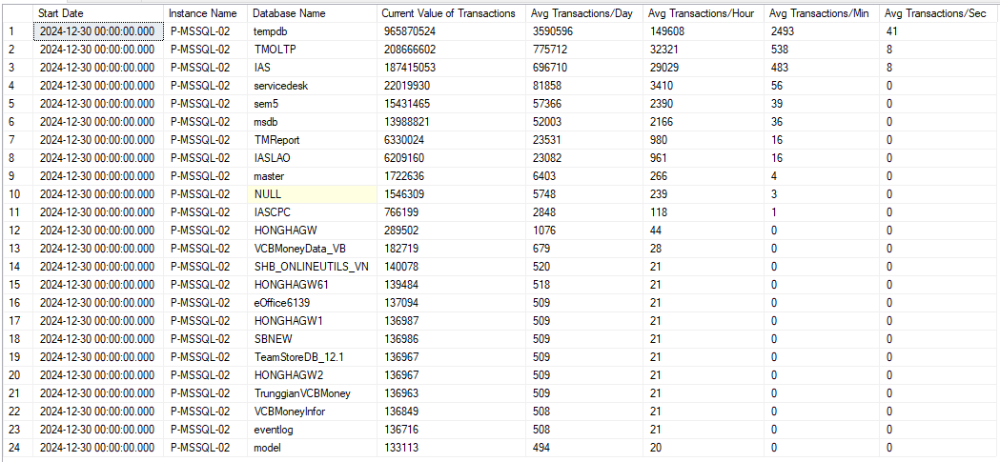 Start Date Instance Name Database Name Current Value of Transactions Avg Transactions/Day Avg Transactions/Hour Avg Transactions/Min Avg Transactions/Sec
1 2024-12-30 00:00:00.000 P-MSSQL-02 tempdb 965870524 3590596 149608 2493 41
2 2024-12-30 00:00:00.000 P-MSSQL-02 TMOLTP 208666602 775712 32321 538 8
3 2024-12-30 00:00:00.000 P-MSSQL-02 IAS 187415053 696710 29029 483 8
4 2024-12-30 00:00:00.000 P-MSSQL-02 servicedesk 22019930 81858 3410 56 0
5 2024-12-30 00:00:00.000 P-MSSQL-02 sem5 15431465 57366 2390 39 0
6 2024-12-30 00:00:00.000 P-MSSQL-02 msdb 13988821 52003 2166 36 0
7 2024-12-30 00:00:00.000 P-MSSQL-02 TMReport 6330024 23531 980 16 0
8 2024-12-30 00:00:00.000 P-MSSQL-02 IASLAO 6209160 23082 961 16 0
9 2024-12-30 00:00:00.000 P-MSSQL-02 master 1722636 6403 266 4 0
10 2024-12-30 00:00:00.000 P-MSSQL-02 NULL 1546309 5748 239 3 0
11 2024-12-30 00:00:00.000 P-MSSQL-02 IASCPC 766199 2848 118 1 0
12 2024-12-30 00:00:00.000 P-MSSQL-02 HONGHAGW 289502 1076 44 0 0
13 2024-12-30 00:00:00.000 P-MSSQL-02 VCBMoneyData_VB 182719 679 28 0 0
14 2024-12-30 00:00:00.000 P-MSSQL-02 SHB_ONLINEUTILS_VN 140078 520 21 0 0
15 2024-12-30 00:00:00.000 P-MSSQL-02 HONGHAGW61 139484 518 21 0 0
16 2024-12-30 00:00:00.000 P-MSSQL-02 eOffice6139 137094 509 21 0 0
17 2024-12-30 00:00:00.000 P-MSSQL-02 HONGHAGW1 136987 509 21 0 0
18 2024-12-30 00:00:00.000 P-MSSQL-02 SBNEW 136986 509 21 0 0
19 2024-12-30 00:00:00.000 P-MSSQL-02 TeamStoreDB_12.1 136967 509 21 0 0
20 2024-12-30 00:00:00.000 P-MSSQL-02 HONGHAGW2 136967 509 21 0 0
21 2024-12-30 00:00:00.000 P-MSSQL-02 TrunggianVCBMoney 136963 509 21 0 0
22 2024-12-30 00:00:00.000 P-MSSQL-02 VCBMoneyInfor 136849 508 21 0 0
23 2024-12-30 00:00:00.000 P-MSSQL-02 eventlog 136716 508 21 0 0
24 2024-12-30 00:00:00.000 P-MSSQL-02 model 133113 494 20 0 0